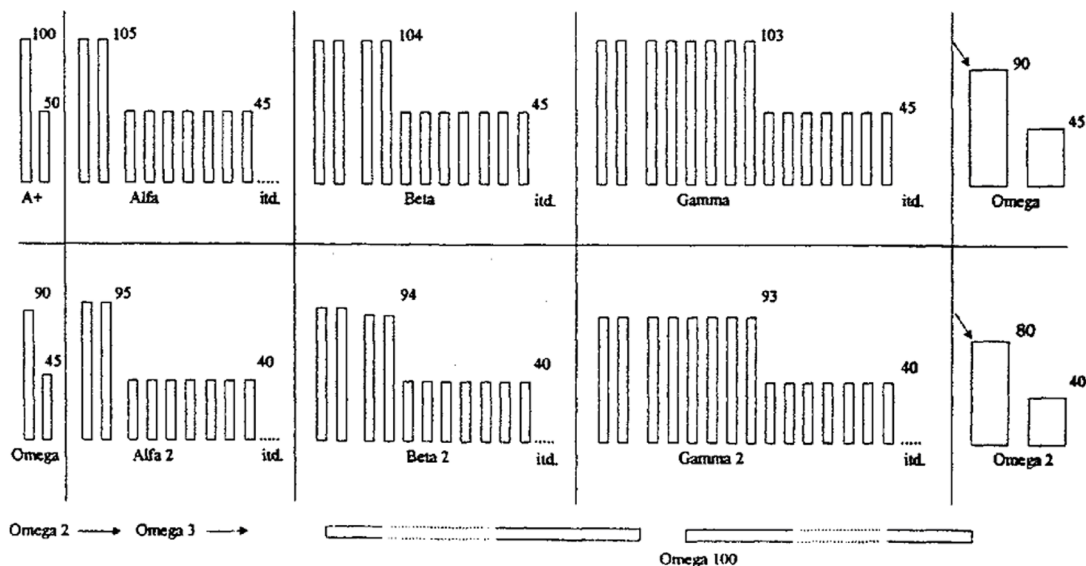 100 105 104 103 90
50 45 45 45 45
A+ Alfa itd. Beta itd. Gamma itd. Omega
90 95 94 93 80
45 40 40 40 40
Omega Alfa 2 itd. Beta 2 itd. Gamma 2 itd. Omega 2
Omega 2 Omega 3
Omega 100